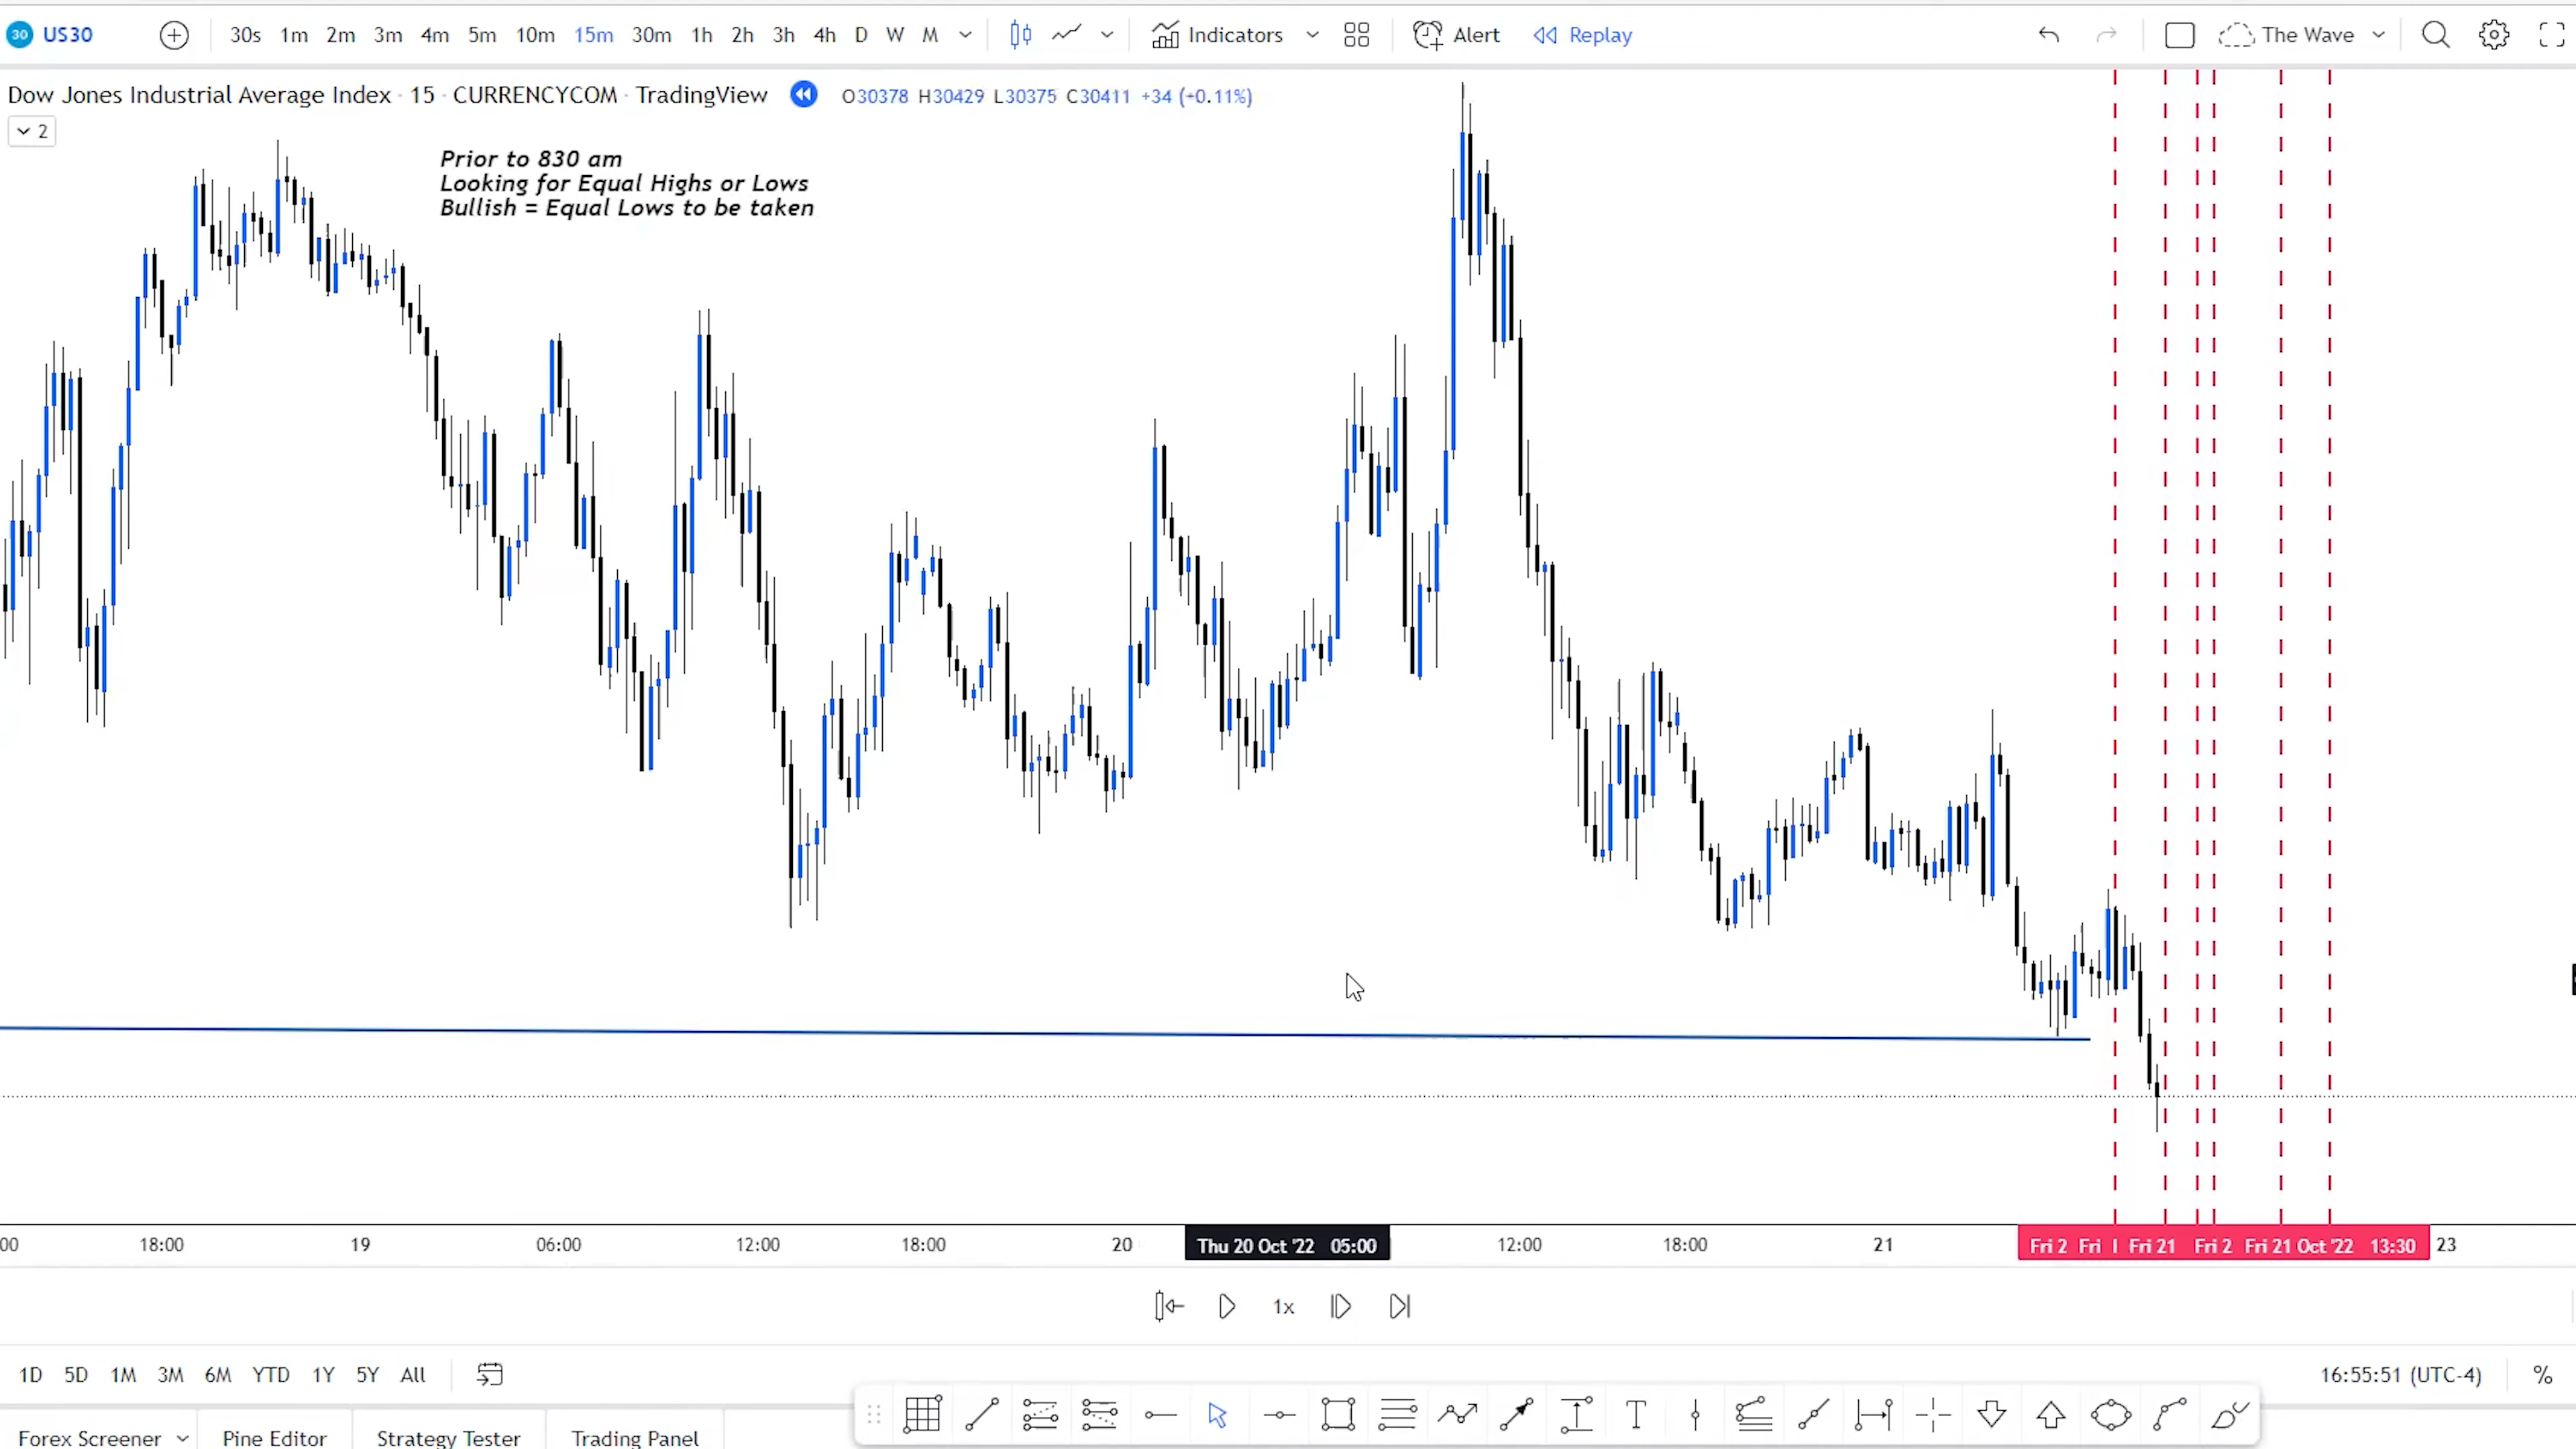 30 US30 30s 1m 2m 3m 4m 5m 10m 15m 30m 1h 2h 3h 4h D W M Indicators Alert Replay The Wave
Dow Jones Industrial Average Index · 15 · CURRENCYCOM · TradingView O30378 H30429 L30375 C30411 +34 (+0.11%)
2
Prior to 830 am
Looking for Equal Highs or Lows
Bullish = Equal Lows to be taken
00 18:00 19 06:00 12:00 18:00 20 Thu 20 Oct '22 05:00 12:00 18:00 21 Fri 2 Fri Fri 21 Fri 2 Fri 21 Oct '22 13:30 23
1x
1D 5D 1M 3M 6M YTD 1Y 5Y All 16:55:51 (UTC-4) %
T
Forex Screener Pine Editor Strategy Tester Trading Panel